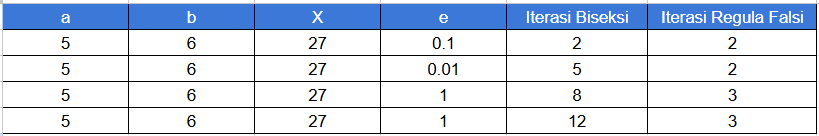 a b X e Iterasi Biseksi Iterasi Regula Falsi
5 6 27 0.1 2 2
5 6 27 0.01 5 2
5 6 27 1 8 3
5 6 27 1 12 3